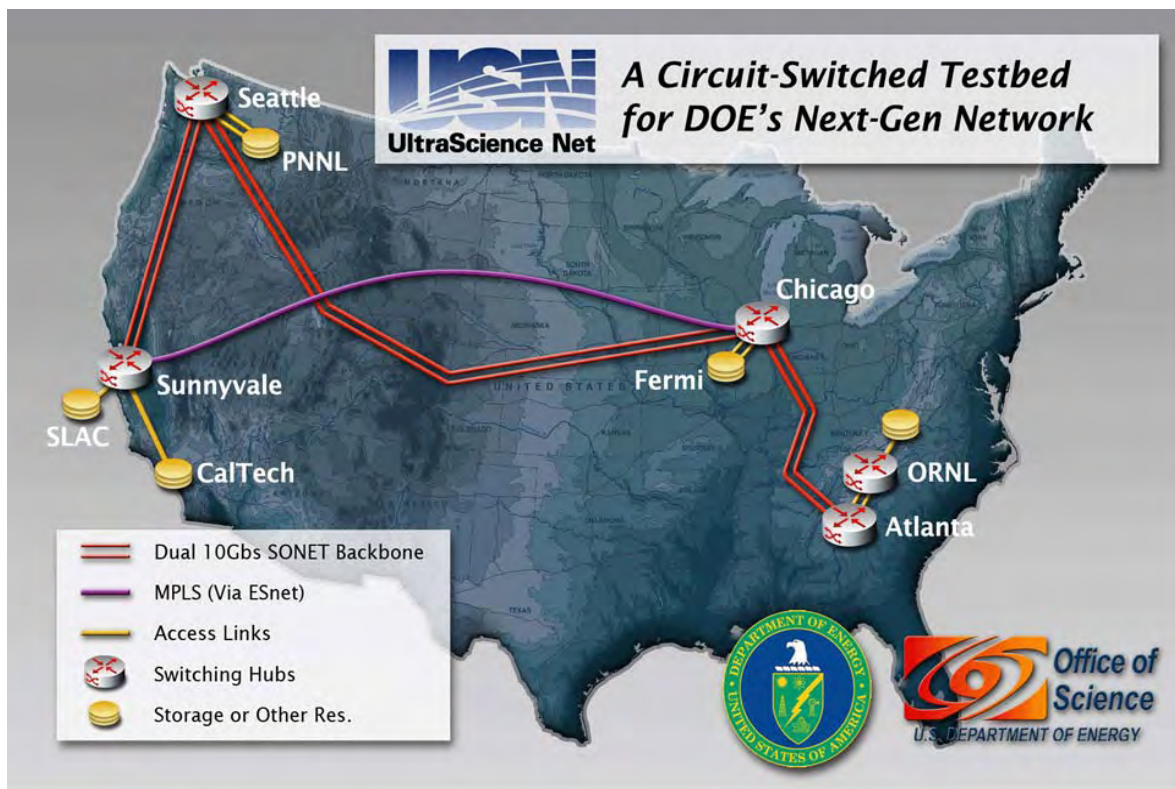 USN
UltraScience Net
A Circuit-Switched Testbed
for DOE's Next-Gen Network
Seattle
PNNL
Chicago
Sunnyvale
Fermi
UNITED STATES
SLAC
CalTech
ORNL
Atlanta
TEXAS
Dual 10Gbs SONET Backbone
MPLS (Via ESnet)
Access Links
Switching Hubs
Storage or Other Res.
DEPARTMENT OF ENERGY
UNITED STATES OF AMERICA
Office of
Science
U.S. DEPARTMENT OF ENERGY